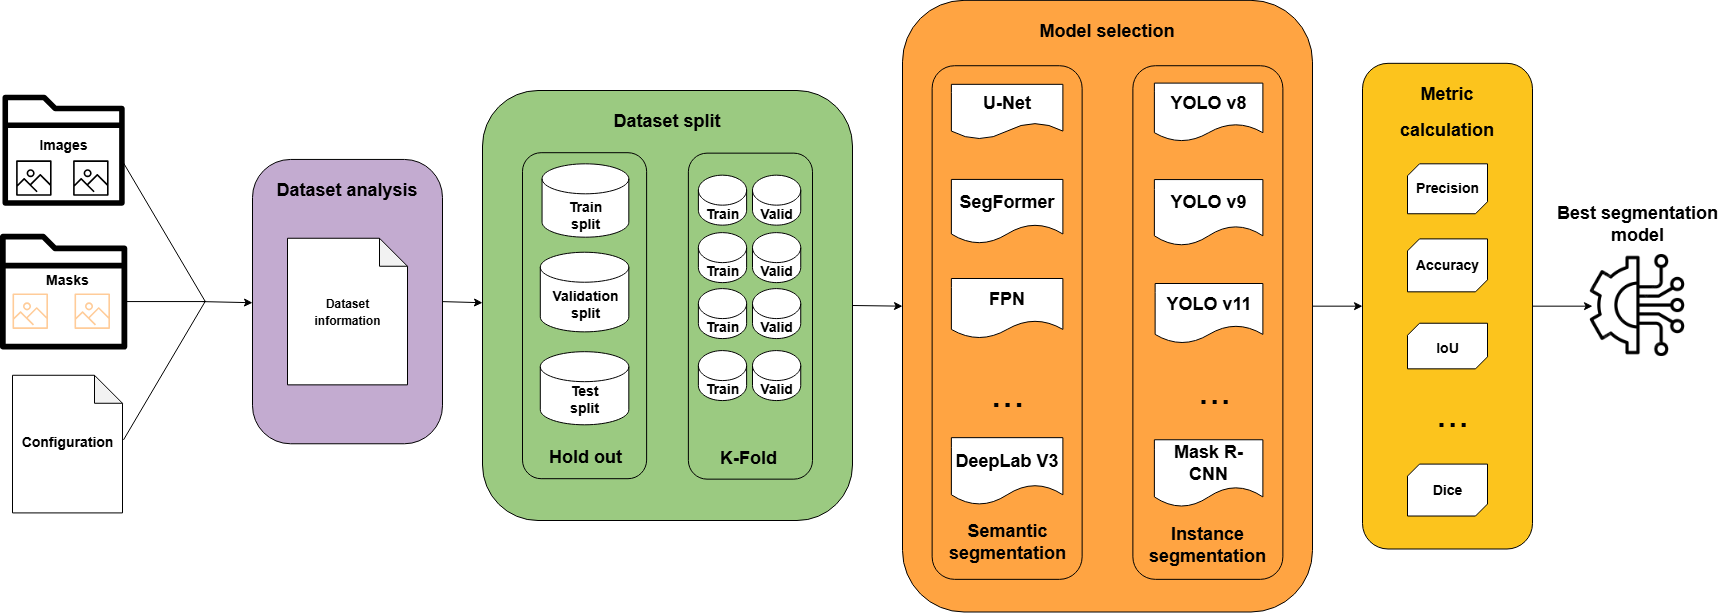 Images
Masks
Configuration
Dataset analysis
Dataset
information
Dataset split
Train
split
Validation
split
Test
split
Hold out
Train
Valid
Train
Valid
Train
Valid
Train
Valid
K-Fold
Model selection
U-Net
SegFormer
FPN
...
DeepLab V3
Semantic
segmentation
YOLO v8
YOLO v9
YOLO v11
...
Mask R-
CNN
Instance
segmentation
Metric
calculation
Precision
Accuracy
IoU
...
Dice
Best segmentation
model